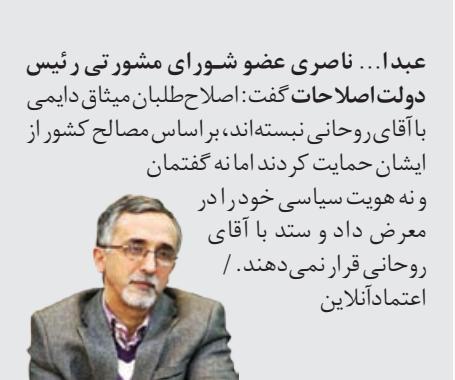 عبدا... ناصری عضو شورای مشورتی رئیس
دولت اصلاحات گفت: اصلاح‌طلبان میثاق دایمی
با آقای روحانی نبسته‌اند، بر اساس مصالح کشور از
ایشان حمایت کردند اما نه گفتمان
و نه هویت سیاسی خود را در
معرض داد و ستد با آقای
روحانی قرار نمی‌دهند. /
اعتمادآنلاین